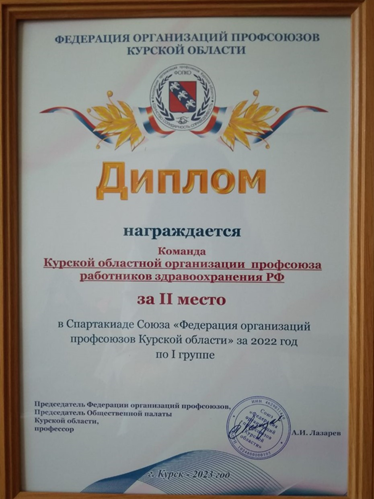 ФЕДЕРАЦИЯ ОРГАНИЗАЦИЙ ПРОФСОЮЗОВ
КУРСКОЙ ОБЛАСТИ
ФОПКО
Диплом
награждается
Команда
Курской областной организации профсоюза
работников здравоохранения РФ
за II место
в Спартакиаде Союза «Федерация организаций
профсоюзов Курской области» за 2022 год
по I группе
Председатель Федерации организаций профсоюзов,
Председатель Общественной палаты
Курской области,
профессор
А.И. Лазарев
г. Курск - 2023 год